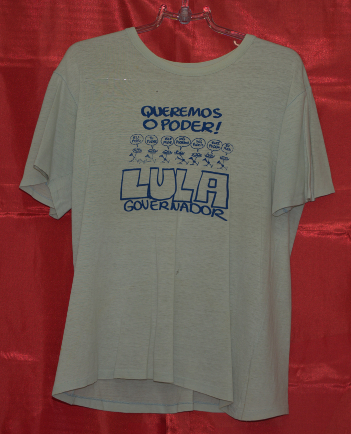 QUEREMOS
O PODER!
LULA
GOVERNADOR